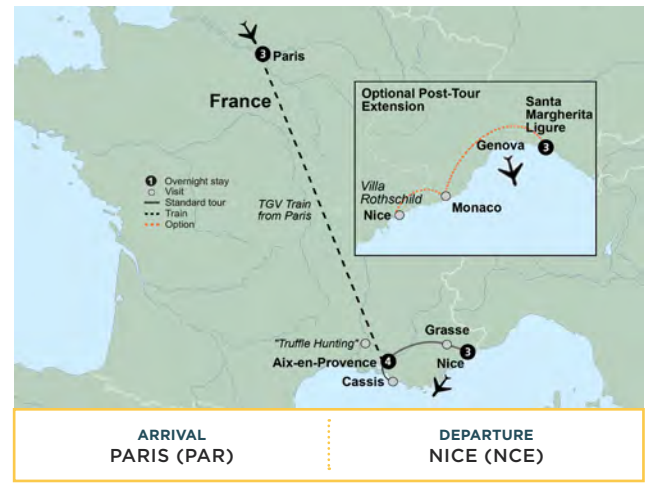 3 Paris
France
Optional Post-Tour
Extension
Santa
Margherita
Ligure
Genova
3
Villa
Rothschild
Nice
Monaco
1 Overnight stay
Visit
Standard tour
Train
Option
TGV Train
from Paris
"Truffle Hunting"
Grasse
Aix-en-Provence 4
3
Nice
Cassis
ARRIVAL
PARIS (PAR)
DEPARTURE
NICE (NCE)